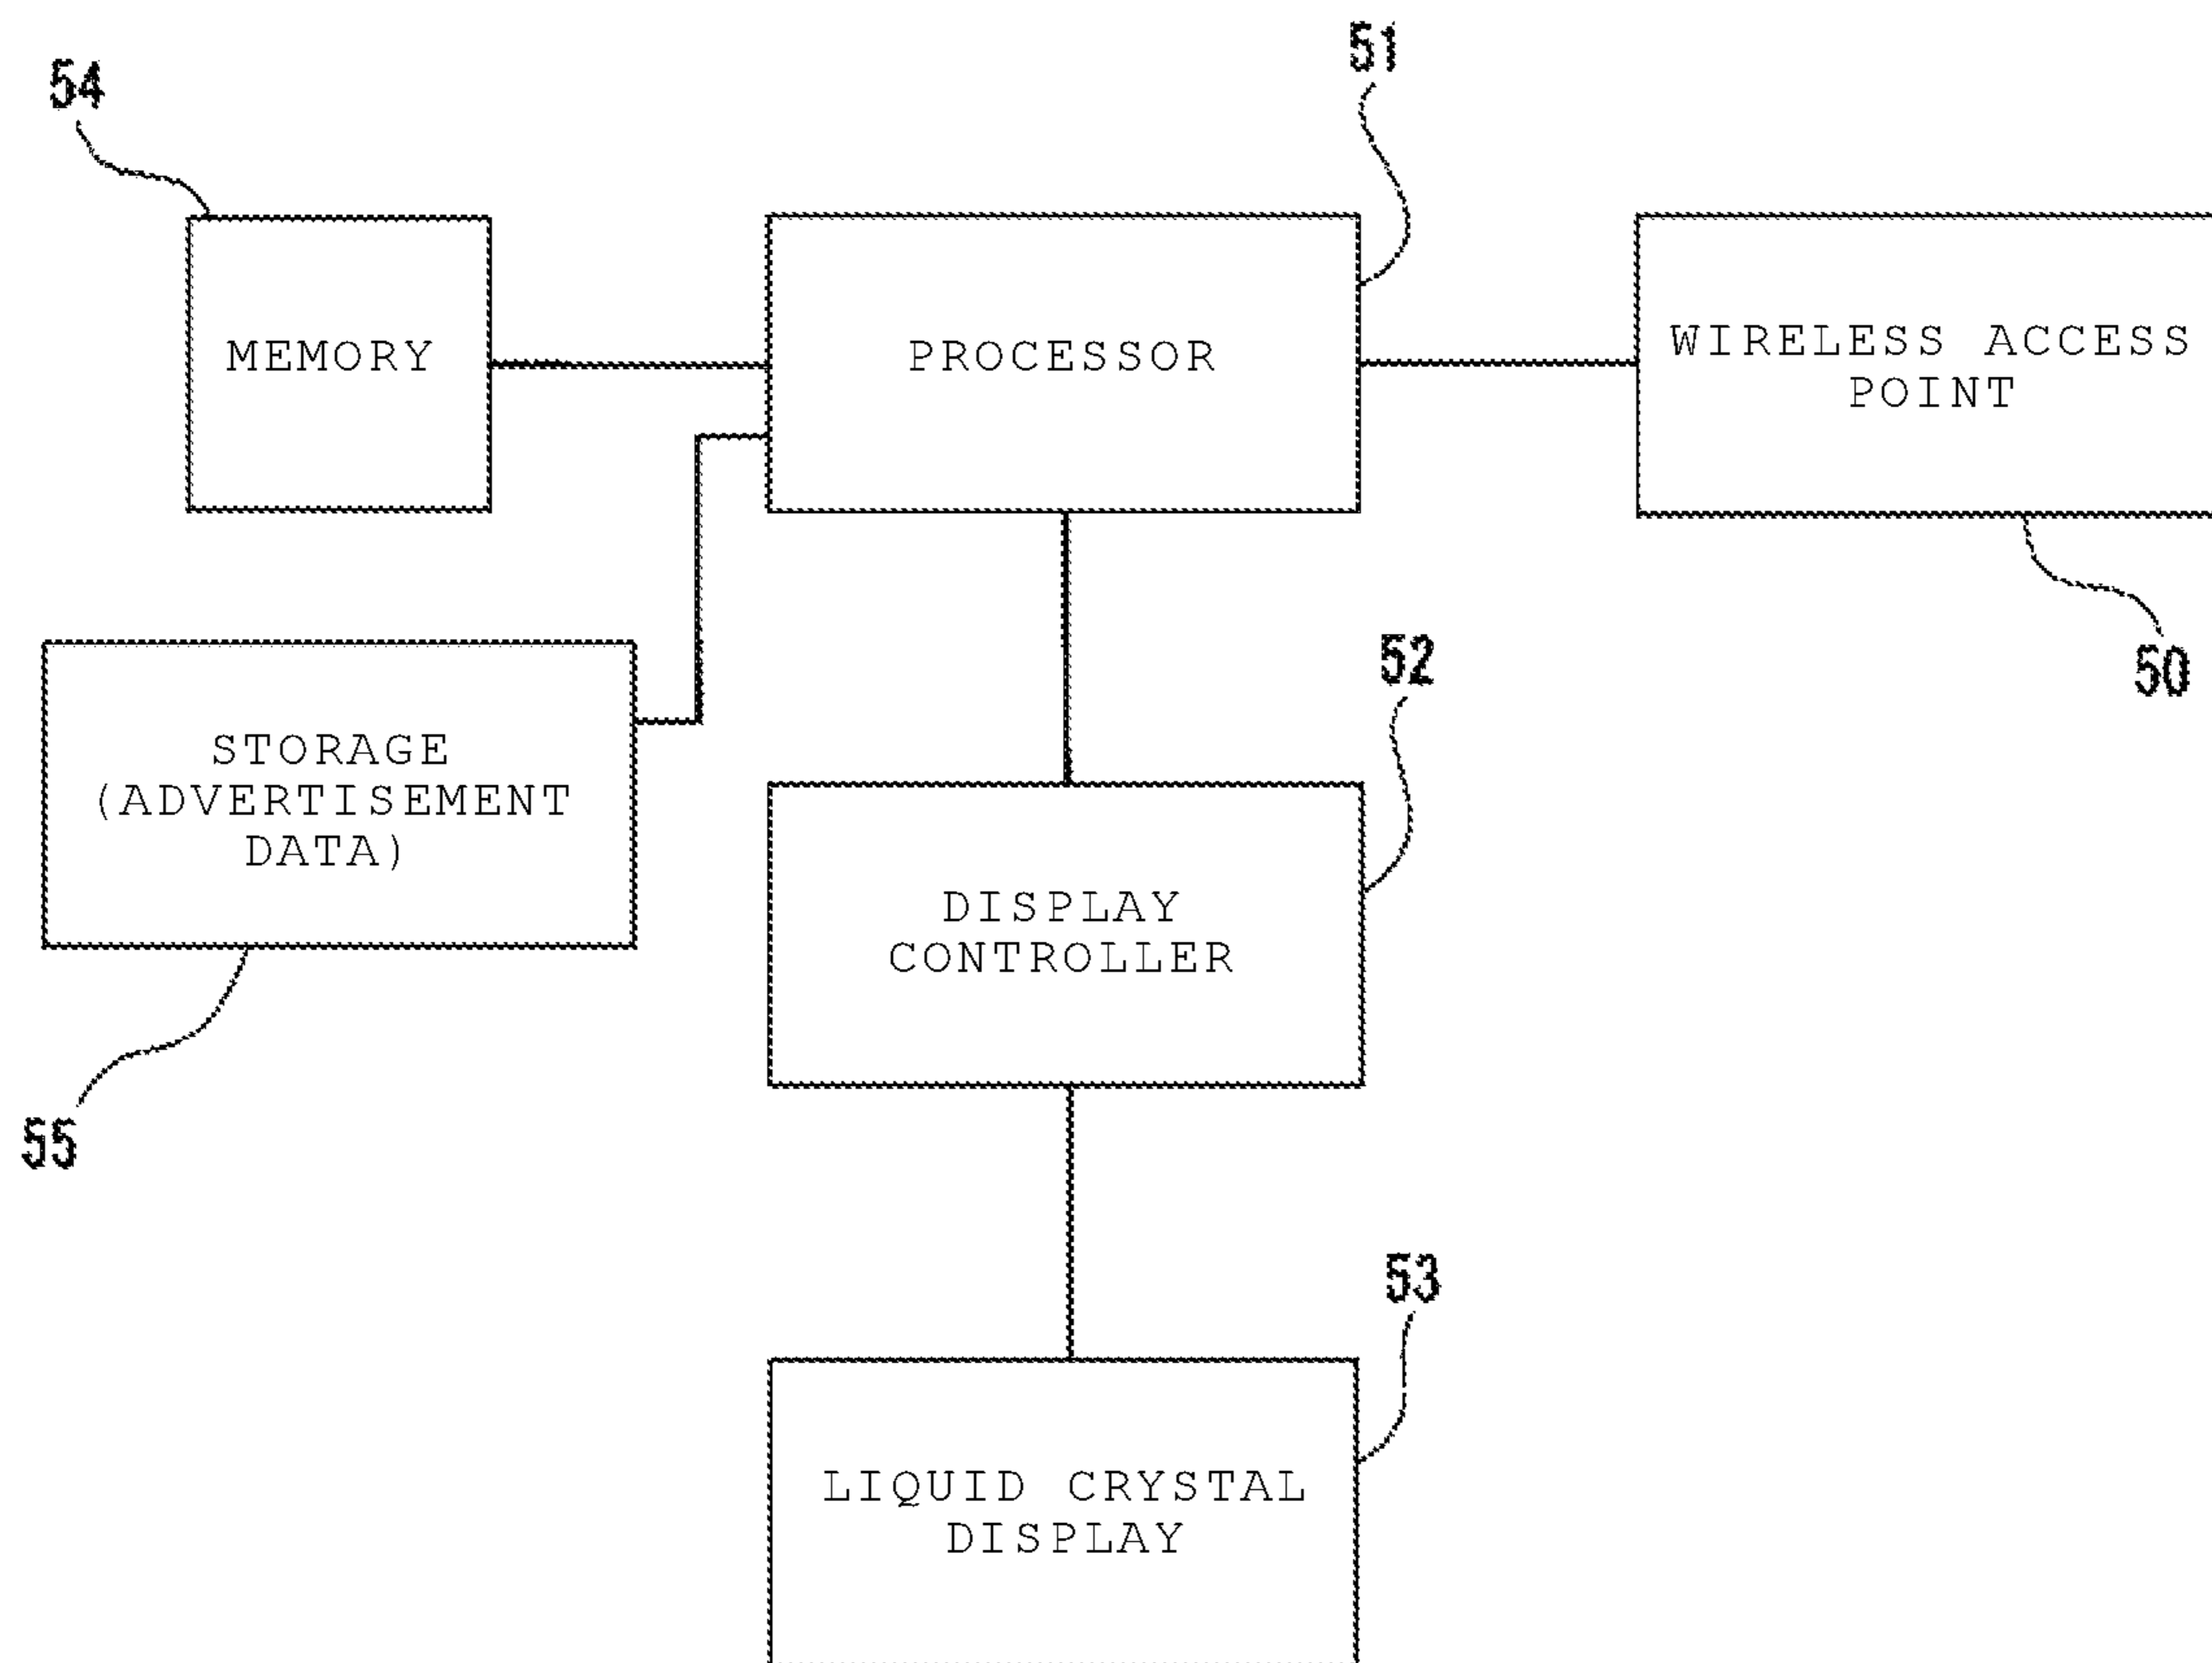 51
54
MEMORY
PROCESSOR
WIRELESS ACCESS
POINT
52
50
STORAGE
(ADVERTISEMENT
DATA)
DISPLAY
CONTROLLER
55
53
LIQUID CRYSTAL
DISPLAY